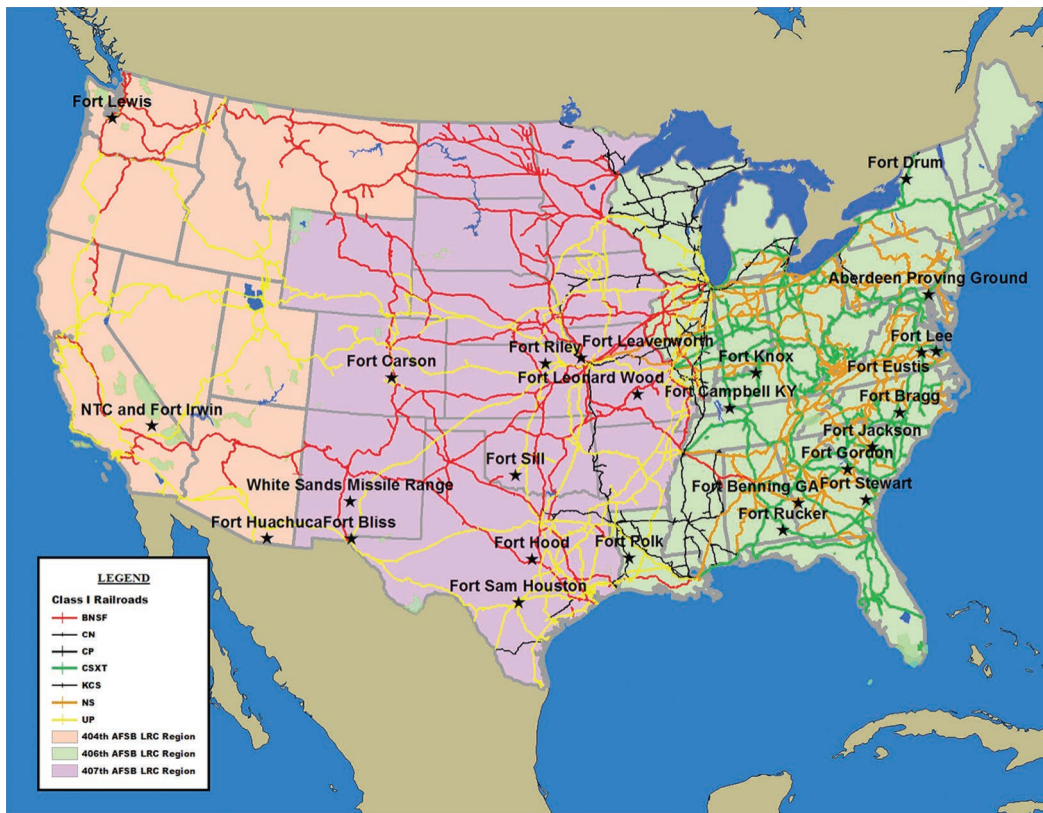 Fort Lewis
Fort Drum
Aberdeen Proving Ground
Fort Lee
Fort Riley
Fort Leavenworth
Fort Carson
Fort Knox
Fort Eustis
Fort Leonard Wood
Fort Campbell KY
Fort Bragg
NTC and Fort Irwin
Fort Jackson
Fort Gordon
Fort Sill
White Sands Missile Range
Fort Benning GA
Fort Stewart
Fort Rucker
Fort Huachuca
Fort Bliss
Fort Hood
Fort Polk
Fort Sam Houston
LEGEND
Class I Railroads
BNSF
CN
CP
CSXT
KCS
NS
UP
404th AFSB LRC Region
406th AFSB LRC Region
407th AFSB LRC Region